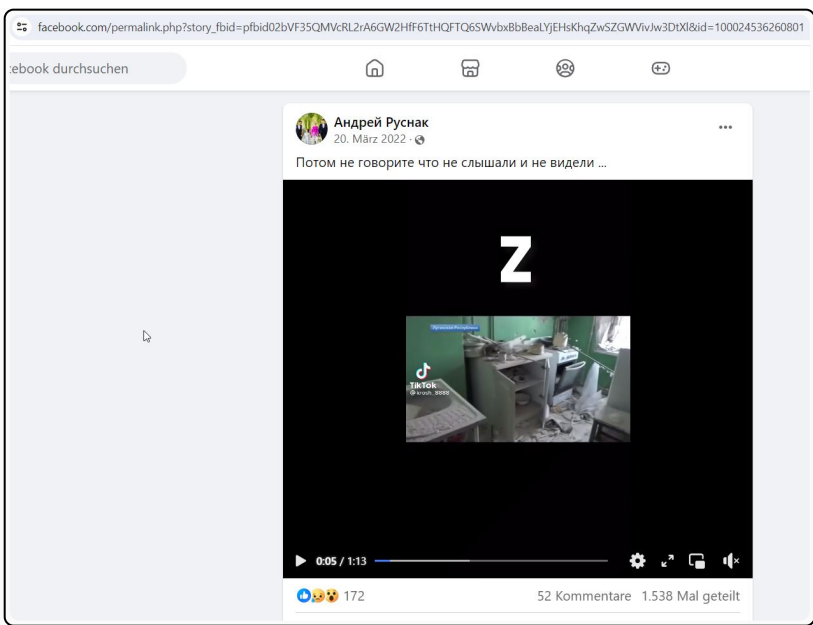 facebook.com/permalink.php?story_fbid=pfbid02bVF35QMVcRL2rA6GW2HfF6TtHQFTQ6SWvbxBbBeaLYjEHsKhqZwSZGWVivJw3DtXl&id=100024536260801
ebook durchsuchen
Андрей Руснак
20. März 2022
Потом не говорите что не слышали и не видели ...
Z
TikTok
0:05 / 1:13
172
52 Kommentare 1.538 Mal geteilt